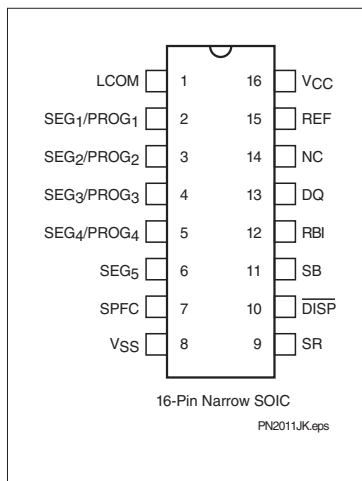 LCOM 1 16 VCC
SEG1/PROG1 2 15 REF
SEG2/PROG2 3 14 NC
SEG3/PROG3 4 13 DQ
SEG4/PROG4 5 12 RBI
SEG5 6 11 SB
SPFC 7 10 DISP
VSS 8 9 SR
16-Pin Narrow SOIC
PN2011JK.eps